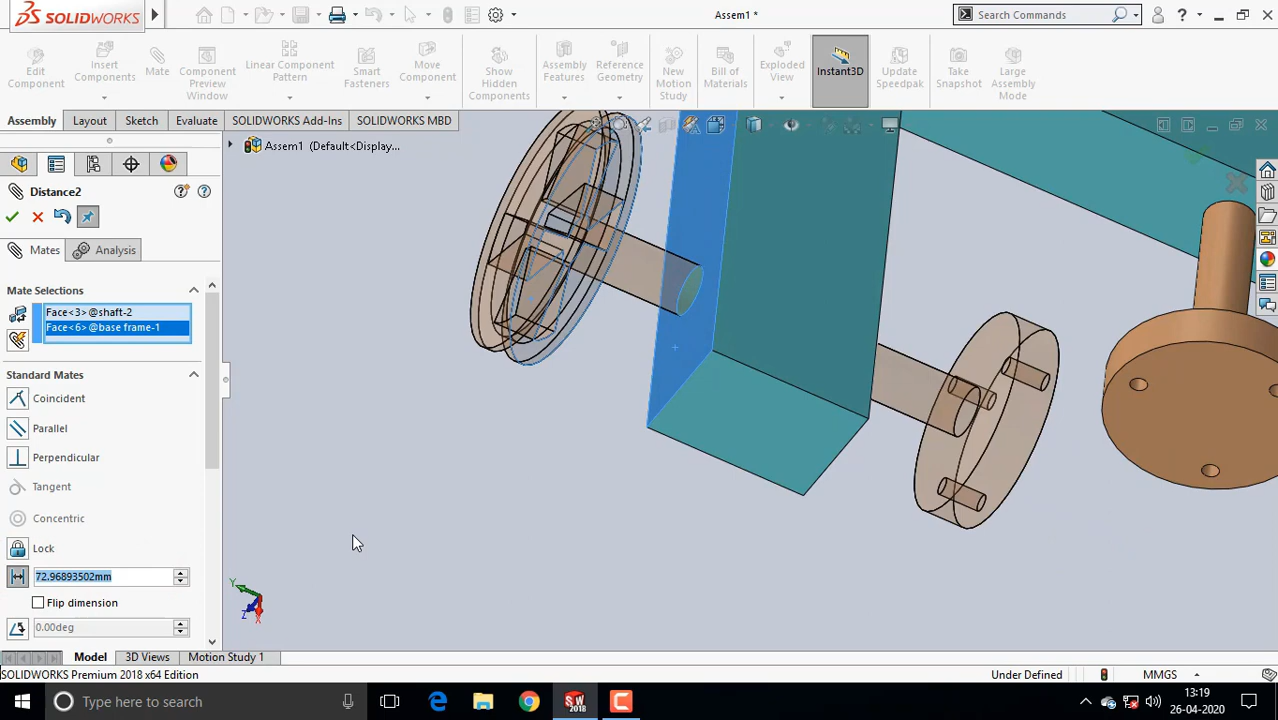 SOLIDWORKS
Assem1 *
Search Commands
?
Edit Component
Insert Components
Mate
Component Preview Window
Linear Component Pattern
Smart Fasteners
Move Component
Show Hidden Components
Assembly Features
Reference Geometry
New Motion Study
Bill of Materials
Exploded View
Instant3D
Update Speedpak
Take Snapshot
Large Assembly Mode
Assembly
Layout
Sketch
Evaluate
SOLIDWORKS Add-Ins
SOLIDWORKS MBD
Assem1 (Default<Display...
Distance2
Mates
Analysis
Mate Selections
Face<3>@shaft-2
Face<6>@base frame-1
Standard Mates
Coincident
Parallel
Perpendicular
Tangent
Concentric
Lock
72.96893502mm
Flip dimension
0.00deg
Y
Z
X
Model
3D Views
Motion Study 1
SOLIDWORKS Premium 2018 x64 Edition
Under Defined
MMGS
Type here to search
SW
2018
13:19
26-04-2020